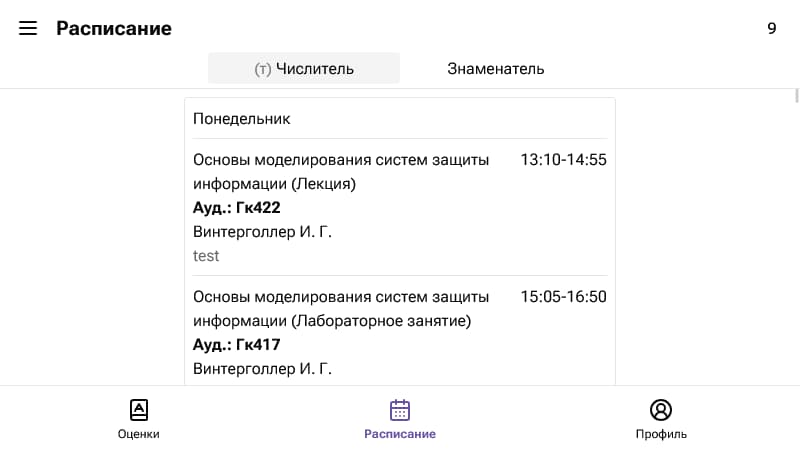 Расписание
9
(т) Числитель
Знаменатель
Понедельник
Основы моделирования систем защиты
13:10-14:55
информации (Лекция)
Ауд.: Гк422
Винтерголлер И. Г.
test
Основы моделирования систем защиты
15:05-16:50
информации (Лабораторное занятие)
Ауд.: Гк417
Винтерголлер И. Г.
Оценки
Расписание
Профиль